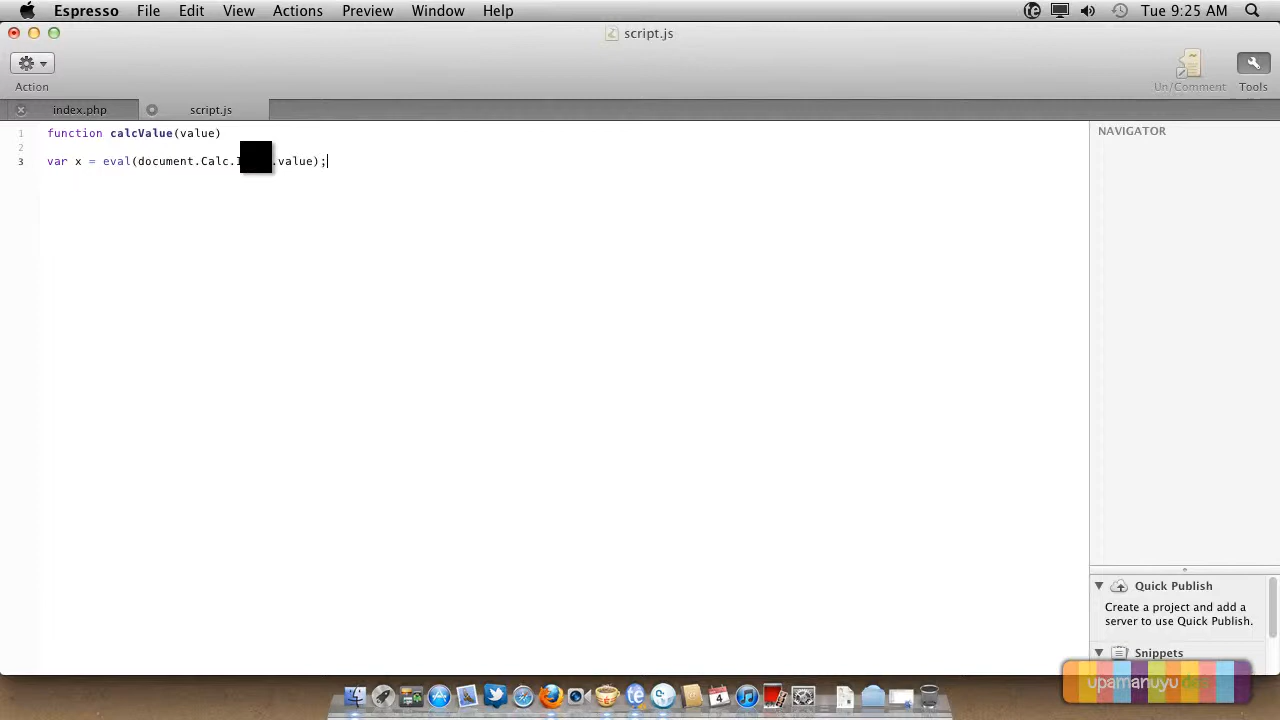 Espresso File Edit View Actions Preview Window Help Tue 9:25 AM
script.js
Action Un/Comment Tools
index.php script.js
NAVIGATOR
1 function calcValue(value)
2
3 var x = eval(document.Calc. .value);
Quick Publish
Create a project and add a
server to use Quick Publish.
Snippets
upamanuyu